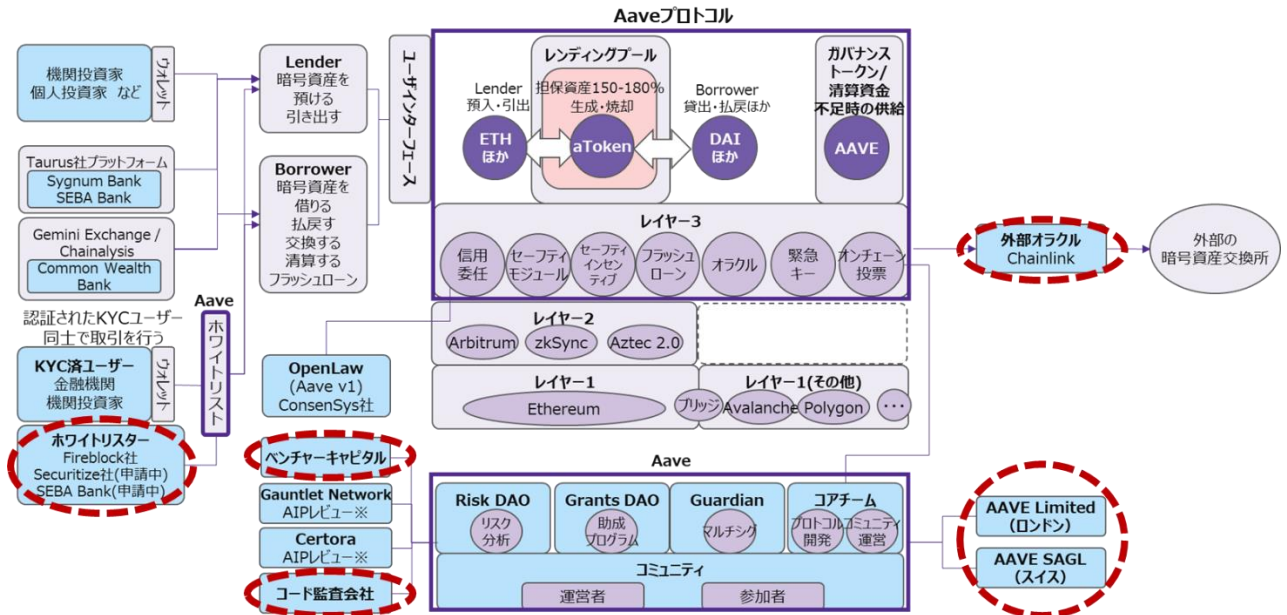 Aaveプロトコル
機関投資家
個人投資家 など
ウォレット
Taurus社プラットフォーム
Sygnum Bank
SEBA Bank
Gemini Exchange /
Chainalysis
Common Wealth
Bank
Aave
認証されたKYCユーザー
同士で取引を行う
KYC済ユーザー
金融機関
機関投資家
ウォレット
ホワイトリスト
ホワイトリスター
Fireblock社
Securitize社(申請中)
SEBA Bank(申請中)
Lender
暗号資産を
預ける
引き出す
Borrower
暗号資産を
借りる
払戻す
交換する
清算する
フラッシュローン
ユーザインターフェース
レンディングプール
担保資産150-180%
生成・焼却
Lender
預入・引出
ETH
ほか
aToken
Borrower
貸出・払戻ほか
DAI
ほか
ガバナンス
トークン/
清算資金
不足時の供給
AAVE
レイヤー3
信用
委任
セーフティ
モジュール
セーフティ
インセン
ティブ
フラッシュ
ローン
オラクル
緊急
キー
オンチェーン
投票
外部オラクル
Chainlink
外部の
暗号資産交換所
レイヤー2
Arbitrum
zkSync
Aztec 2.0
OpenLaw
(Aave v1)
ConsenSys社
レイヤー1
Ethereum
ブリッジ
レイヤー1(その他)
Avalanche
Polygon
…
ベンチャーキャピタル
Gauntlet Network
AIPレビュー※
Certora
AIPレビュー※
コード監査会社
Aave
Risk DAO
リスク
分析
Grants DAO
助成
プログラム
Guardian
マルチシグ
コアチーム
プロトコル
開発
コミュニティ
運営
コミュニティ
運営者
参加者
AAVE Limited
(ロンドン)
AAVE SAGL
(スイス)